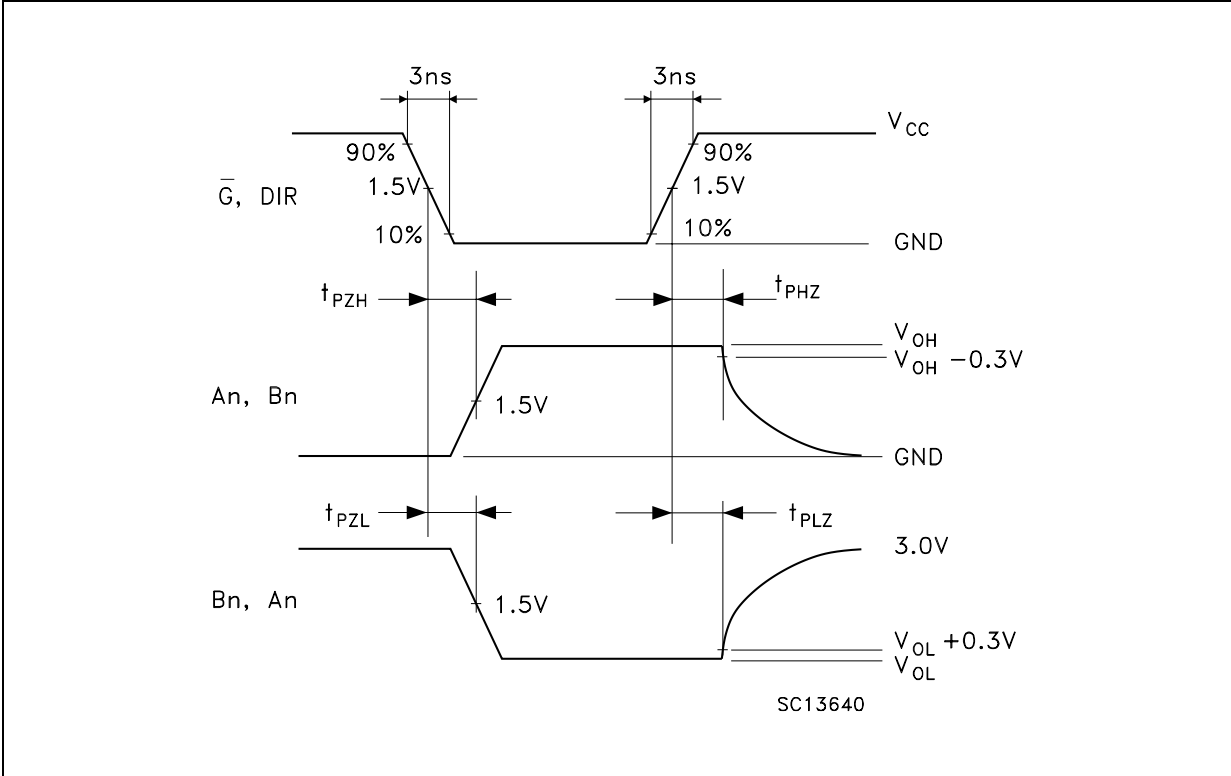 3ns 3ns
V_CC
90% 90%
1.5V 1.5V
G̅, DIR
10% 10%
GND
t_PZH t_PHZ
V_OH
V_OH −0.3V
An, Bn
1.5V
GND
t_PZL t_PLZ
3.0V
Bn, An
1.5V
V_OL +0.3V
V_OL
SC13640